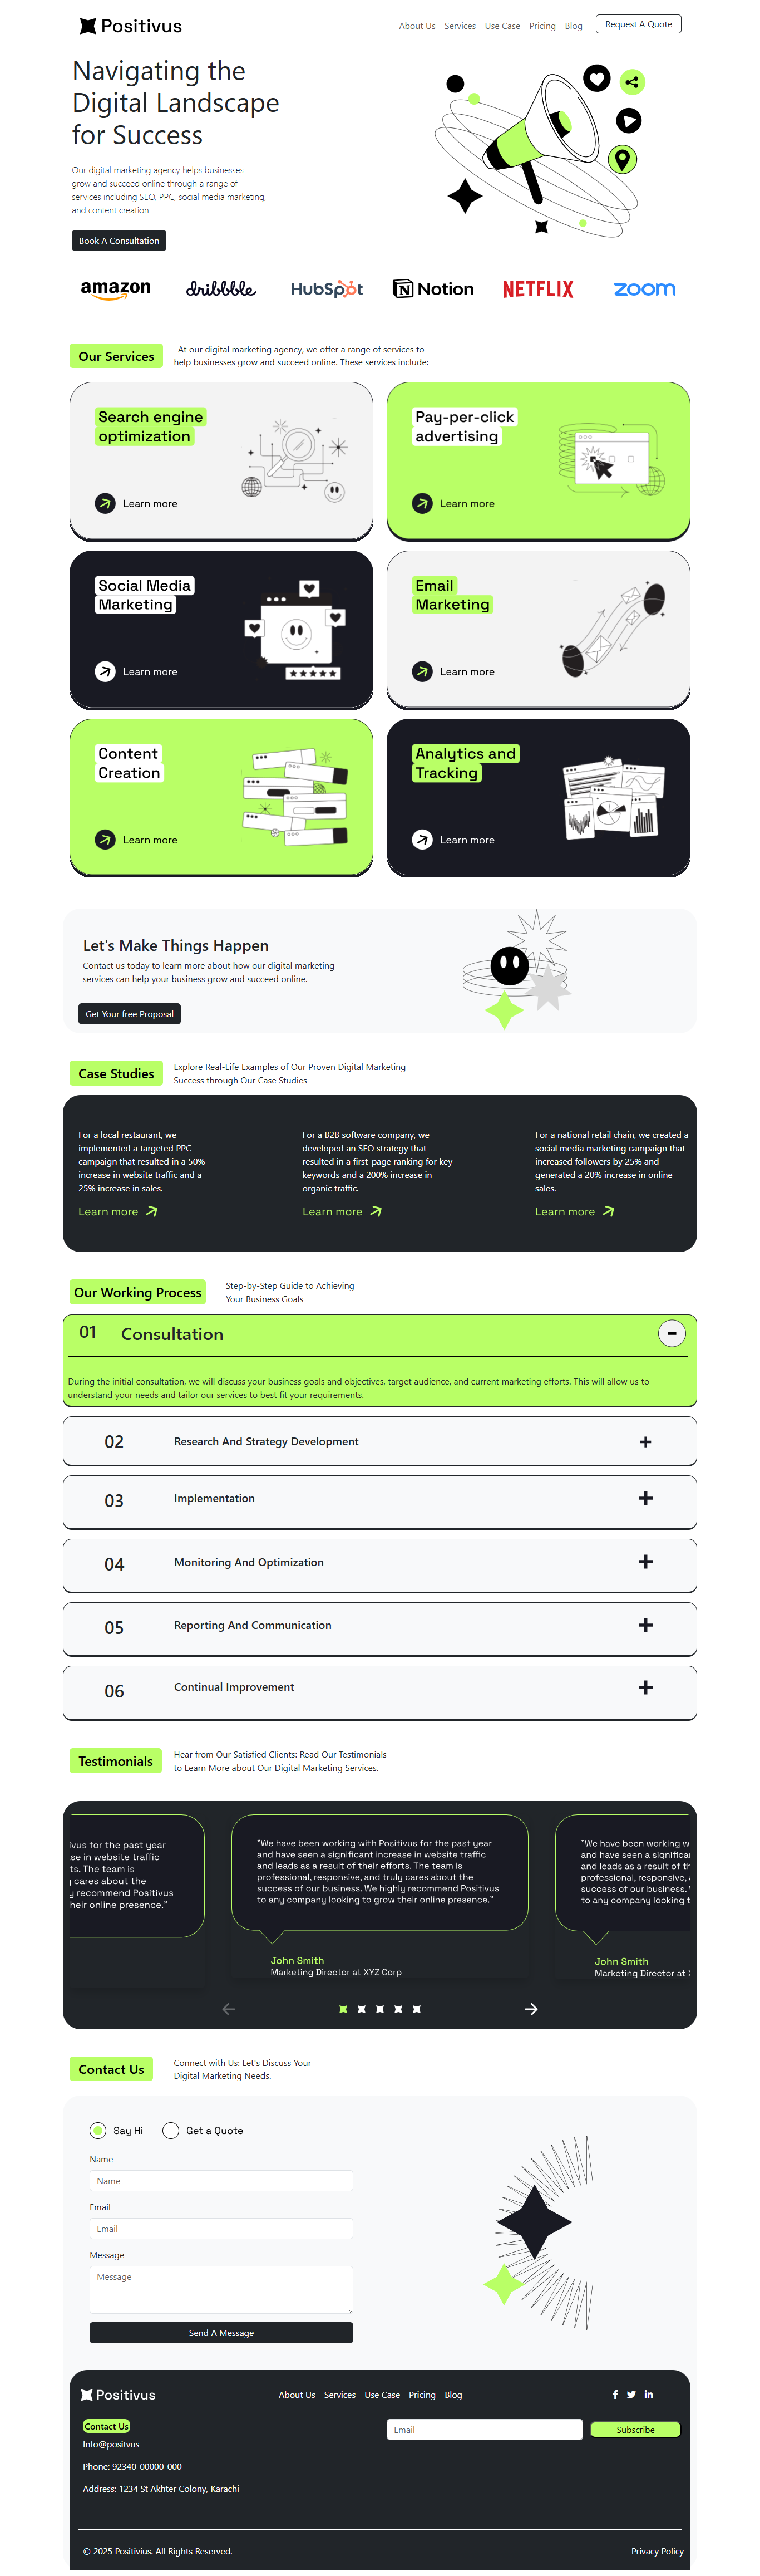 Positivus
About Us Services Use Case Pricing Blog Request A Quote
Navigating the
Digital Landscape
for Success
Our digital marketing agency helps businesses
grow and succeed online through a range of
services including SEO, PPC, social media marketing,
and content creation.
Book A Consultation
amazon dribbble HubSpot Notion NETFLIX zoom
Our Services
At our digital marketing agency, we offer a range of services to
help businesses grow and succeed online. These services include:
Search engine
optimization
Learn more
Pay-per-click
advertising
Learn more
Social Media
Marketing
Learn more
Email
Marketing
Learn more
Content
Creation
Learn more
Analytics and
Tracking
Learn more
Let's Make Things Happen
Contact us today to learn more about how our digital marketing
services can help your business grow and succeed online.
Get Your free Proposal
Case Studies
Explore Real-Life Examples of Our Proven Digital Marketing
Success through Our Case Studies
For a local restaurant, we
implemented a targeted PPC
campaign that resulted in a 50%
increase in website traffic and a
25% increase in sales.
Learn more
For a B2B software company, we
developed an SEO strategy that
resulted in a first-page ranking for key
keywords and a 200% increase in
organic traffic.
Learn more
For a national retail chain, we created a
social media marketing campaign that
increased followers by 25% and
generated a 20% increase in online
sales.
Learn more
Our Working Process
Step-by-Step Guide to Achieving
Your Business Goals
01 Consultation
During the initial consultation, we will discuss your business goals and objectives, target audience, and current marketing efforts. This will allow us to
understand your needs and tailor our services to best fit your requirements.
02 Research And Strategy Development +
03 Implementation +
04 Monitoring And Optimization +
05 Reporting And Communication +
06 Continual Improvement +
Testimonials
Hear from Our Satisfied Clients: Read Our Testimonials
to Learn More about Our Digital Marketing Services.
ivus for the past year
se in website traffic
ts. The team is
cares about the
y recommend Positivus
heir online presence."
"We have been working with Positivus for the past year
and have seen a significant increase in website traffic
and leads as a result of their efforts. The team is
professional, responsive, and truly cares about the
success of our business. We highly recommend Positivus
to any company looking to grow their online presence."
John Smith
Marketing Director at XYZ Corp
"We have been working w
and have seen a significan
and leads as a result of th
professional, responsive, a
success of our business. 
to any company looking t
John Smith
Marketing Director at X
Contact Us
Connect with Us: Let's Discuss Your
Digital Marketing Needs.
Say Hi Get a Quote
Name
Name
Email
Email
Message
Message
Send A Message
Positivus
About Us Services Use Case Pricing Blog
Contact Us
Info@positvus
Phone: 92340-00000-000
Address: 1234 St Akhter Colony, Karachi
Email Subscribe
© 2025 Positivius. All Rights Reserved. Privacy Policy